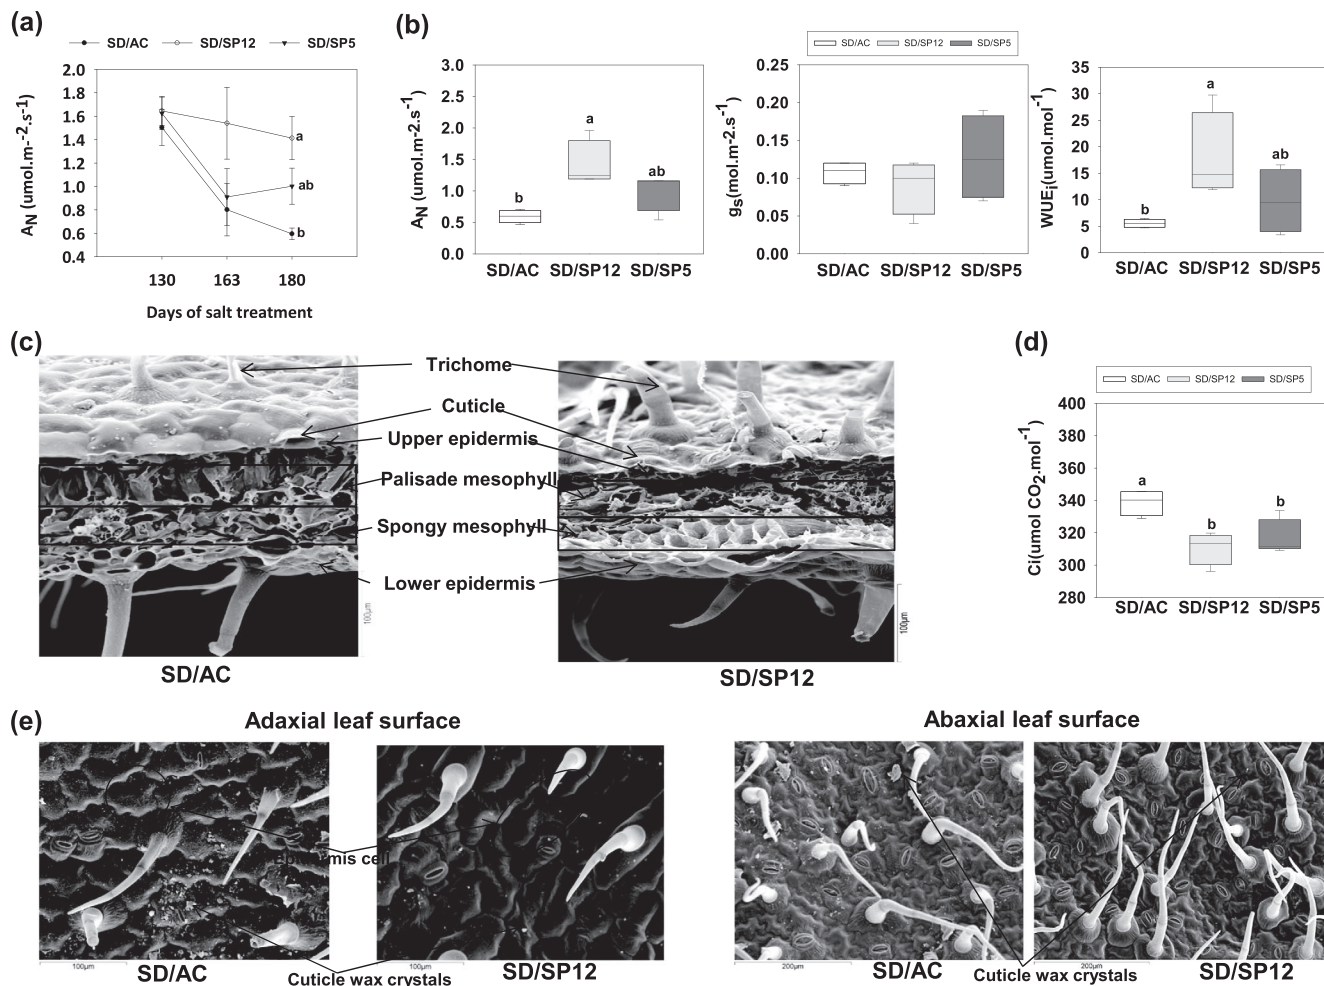 (a)
SD/AC SD/SP12 SD/SP5
2.0
1.8
1.6
1.4
1.2
1.0
0.8
0.6
0.4
AN (umol.m-2.s-1)
a
ab
b
130 163 180
Days of salt treatment
(b)
SD/AC SD/SP12 SD/SP5
3.0
2.5
2.0
1.5
1.0
0.5
0.0
AN (umol.m-2.s-1)
b a ab
SD/AC SD/SP12 SD/SP5
0.25
0.20
0.15
0.10
0.05
0.00
gs(mol.m-2.s-1)
SD/AC SD/SP12 SD/SP5
35
30
25
20
15
10
5
0
WUEi(umol.mol-1)
b a ab
SD/AC SD/SP12 SD/SP5
(c)
Trichome
Cuticle
Upper epidermis
Palisade mesophyll
Spongy mesophyll
Lower epidermis
100µm
100µm
SD/AC
SD/SP12
(d)
SD/AC SD/SP12 SD/SP5
400
380
360
340
320
300
280
Ci(umol CO2.mol-1)
a b b
SD/AC SD/SP12 SD/SP5
(e)
Adaxial leaf surface
Abaxial leaf surface
Epidermis cell
100µm
100µm
200µm
200µm
SD/AC
Cuticle wax crystals
SD/SP12
SD/AC
Cuticle wax crystals
SD/SP12